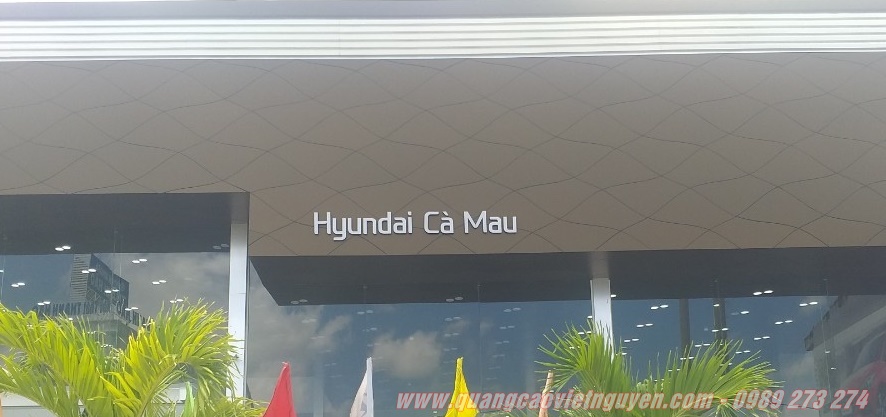 Hyundai Cà Mau
www.quangcaovietnguyen.com - 0989 273 274